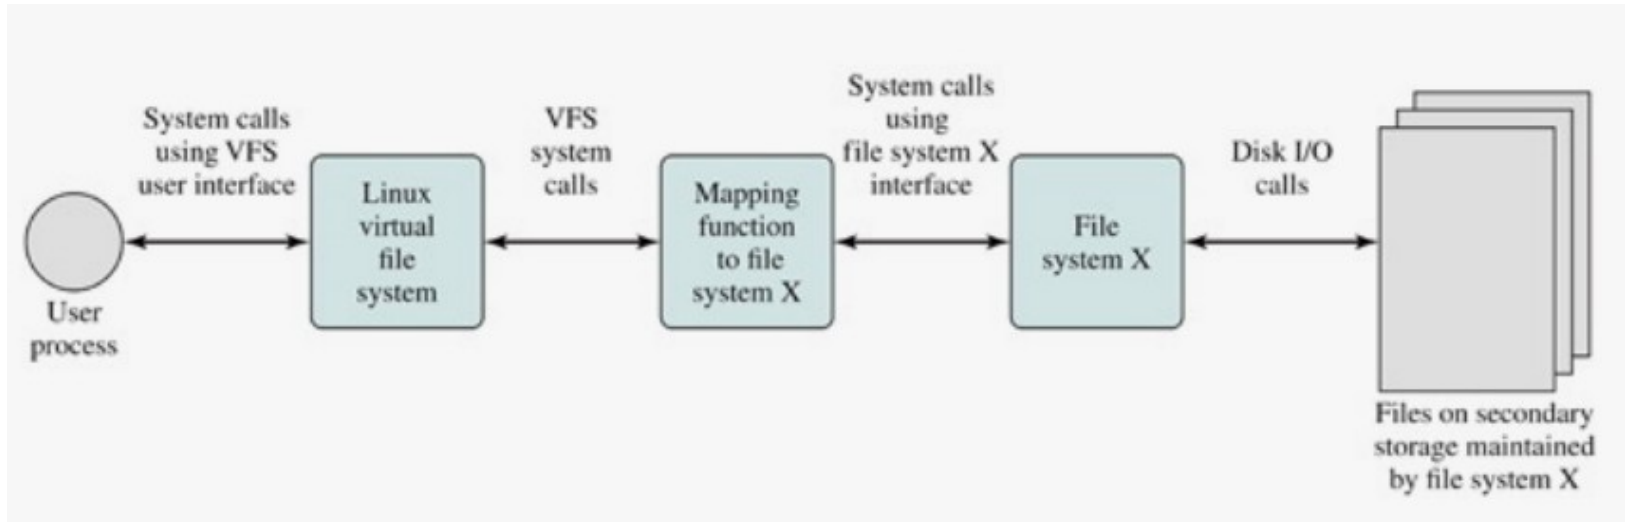 System calls
using VFS
user interface
VFS
system
calls
System calls
using
file system X
interface
Disk I/O
calls
User
process
Linux
virtual
file
system
Mapping
function
to file
system X
File
system X
Files on secondary
storage maintained
by file system X